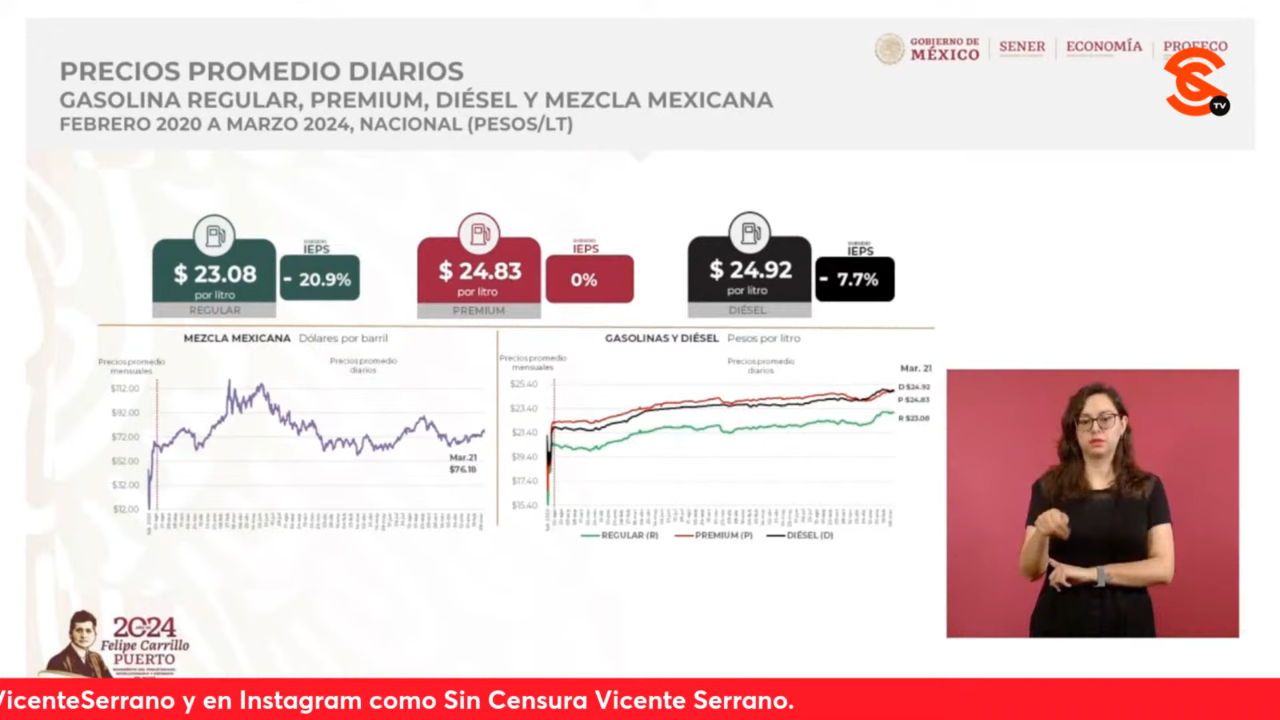 PRECIOS PROMEDIO DIARIOS
GASOLINA REGULAR, PREMIUM, DIÉSEL Y MEZCLA MEXICANA
FEBRERO 2020 A MARZO 2024, NACIONAL (PESOS/LT)
GOBIERNO DE
MÉXICO
SENER
ECONOMÍA
PROFECO
TV
$ 23.08
por litro
REGULAR
SUBSIDIO
IEPS
- 20.9%
$ 24.83
por litro
PREMIUM
SUBSIDIO
IEPS
0%
$ 24.92
por litro
DIÉSEL
SUBSIDIO
IEPS
- 7.7%
MEZCLA MEXICANA Dólares por barril
Precios promedio
mensuales
Precios promedio
diarios
$112.00
$92.00
$72.00
$52.00
$32.00
$12.00
Mar.21
$76.18
GASOLINAS Y DIÉSEL Pesos por litro
Precios promedio
mensuales
Precios promedio
diarios
$25.40
$23.40
$21.40
$19.40
$17.40
$15.40
Mar. 21
D $24.92
P $24.83
R $23.08
REGULAR (R)
PREMIUM (P)
DIÉSEL (D)
2024
Felipe Carrillo
PUERTO
VicenteSerrano y en Instagram como Sin Censura Vicente Serrano.